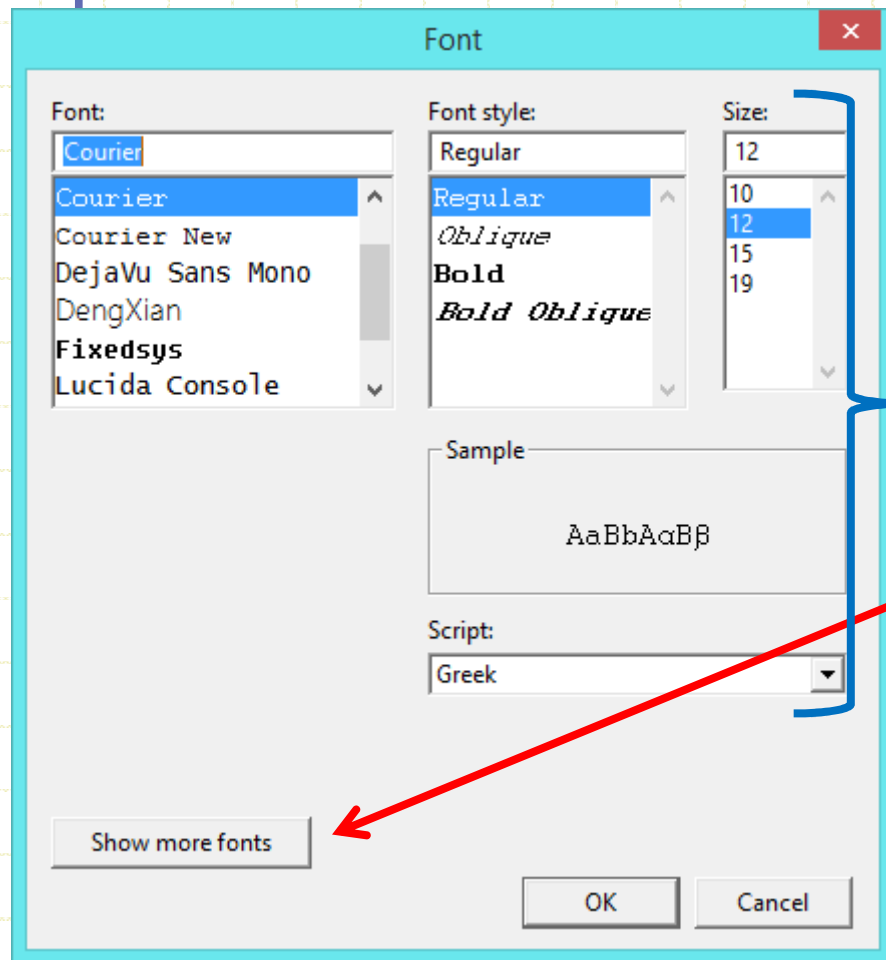 Font
Font:
Font style:
Size:
Courier
Regular
12
Courier
Courier New
DejaVu Sans Mono
DengXian
Fixedsys
Lucida Console
Regular
Oblique
Bold
Bold Oblique
10
12
15
19
Sample
AaBbΑαΒβ
Script:
Greek
Show more fonts
OK
Cancel